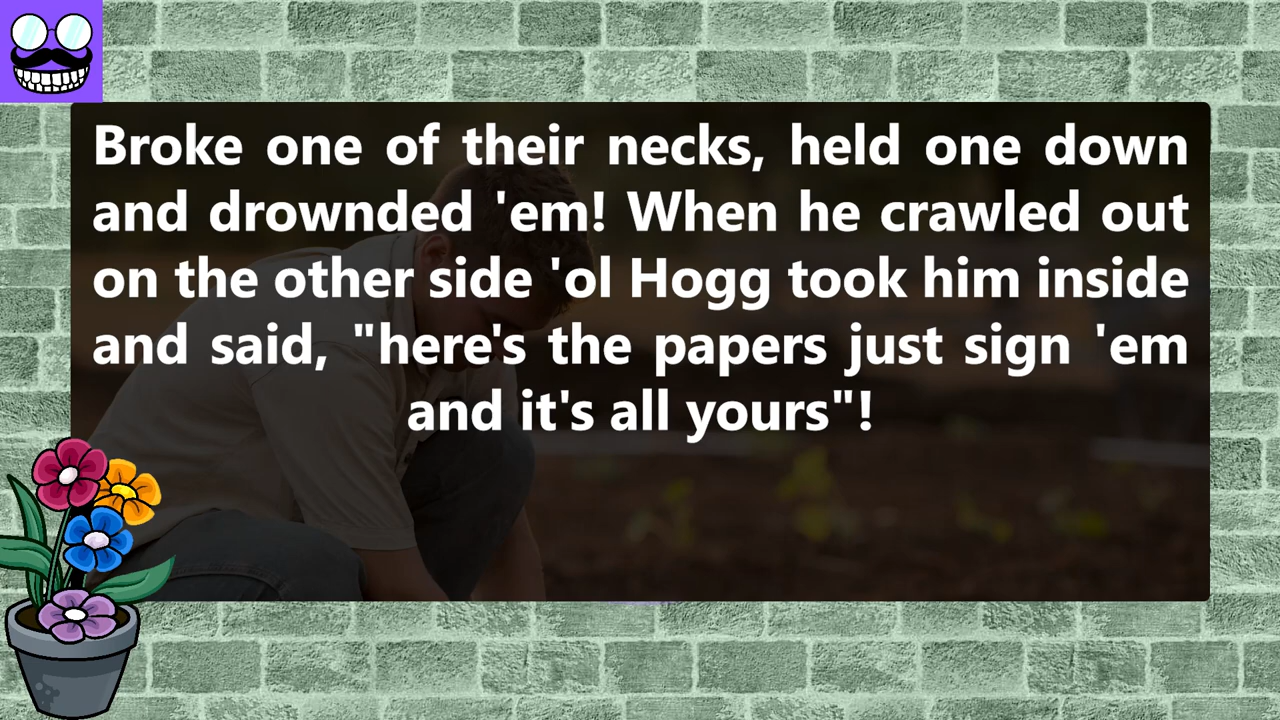 Broke one of their necks, held one down
and drownded 'em! When he crawled out
on the other side 'ol Hogg took him inside
and said, "here's the papers just sign 'em
and it's all yours"!